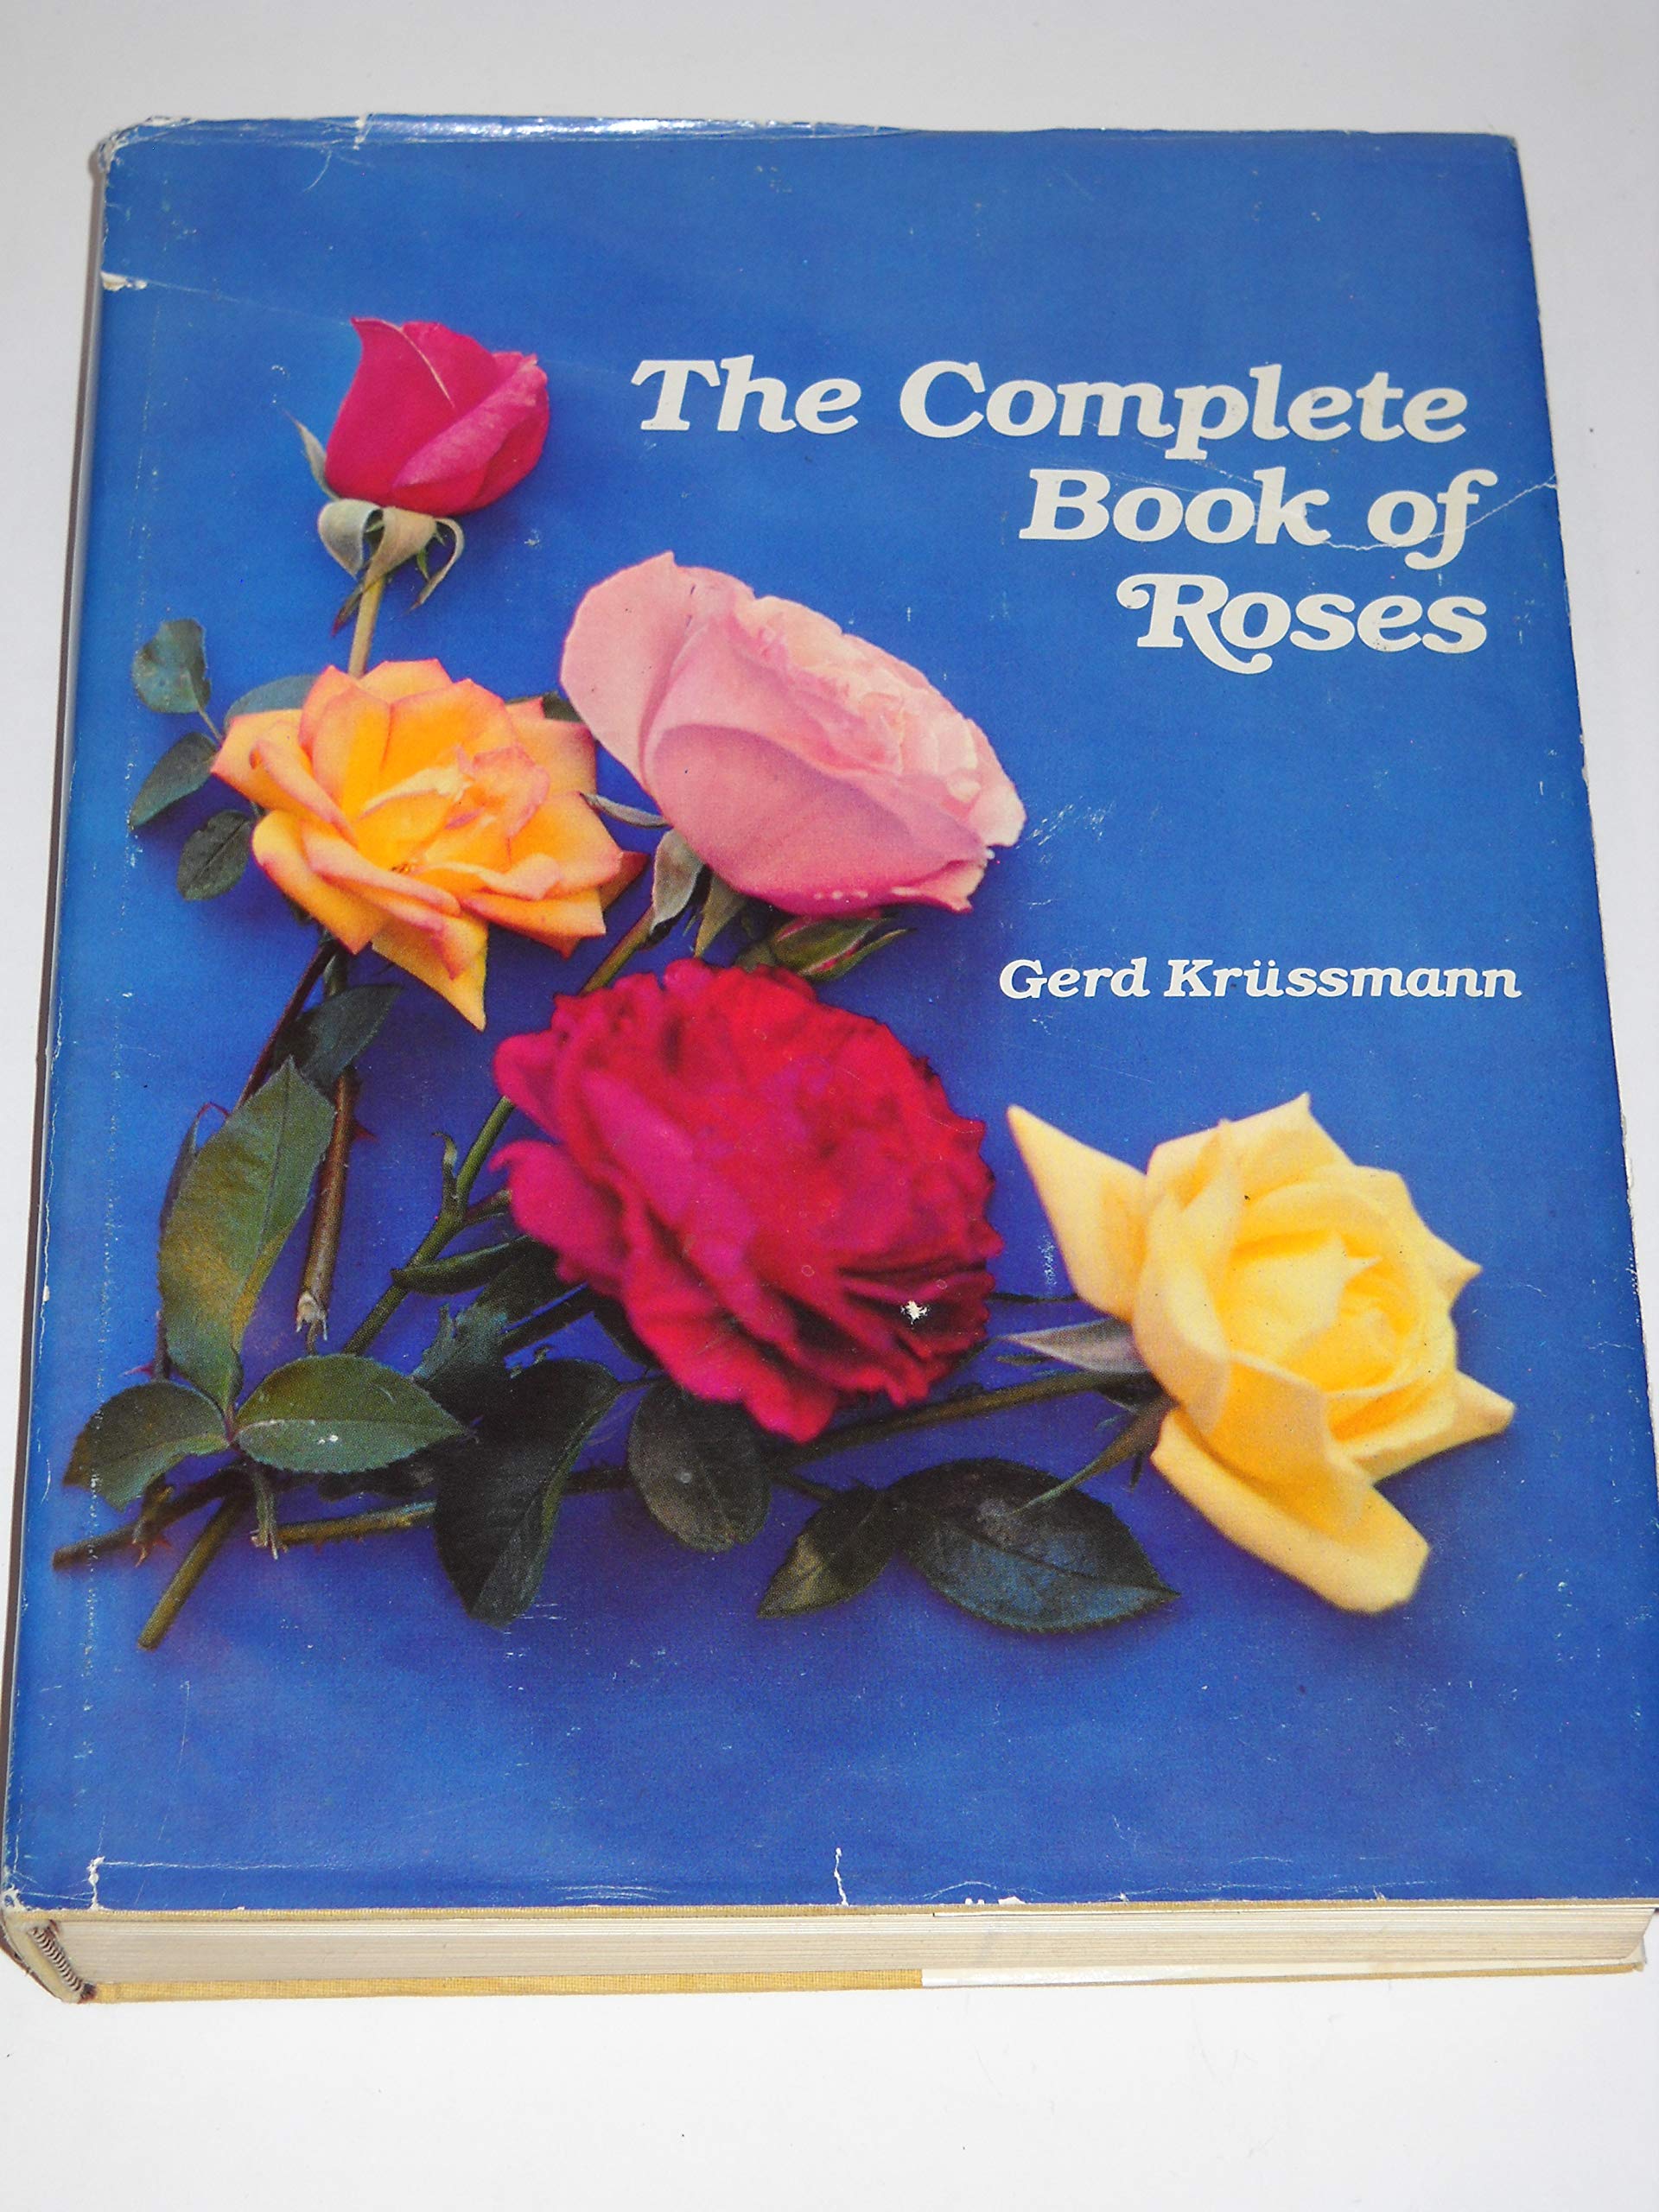 The Complete
Book of
Roses
Gerd Krüssmann